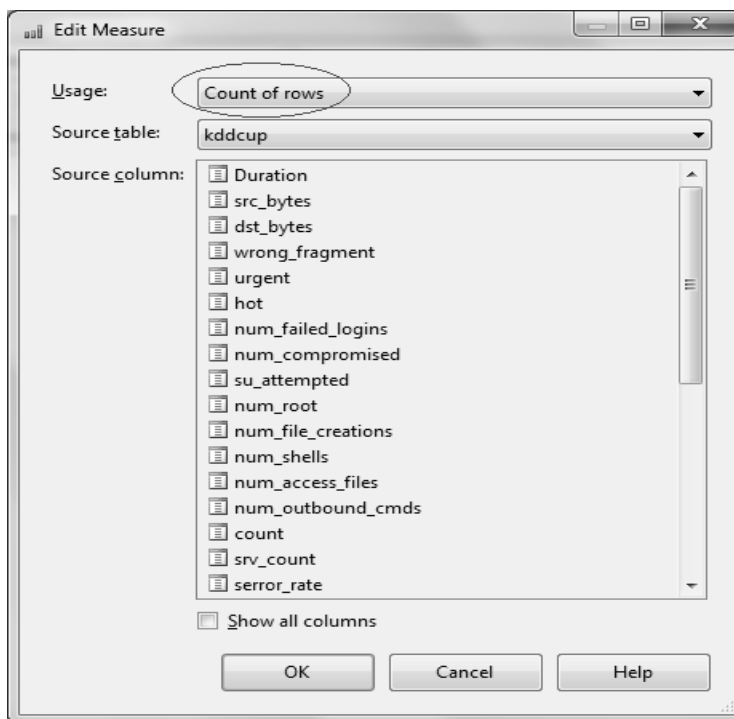 Edit Measure
Usage: Count of rows
Source table: kddcup
Source column: Duration
src_bytes
dst_bytes
wrong_fragment
urgent
hot
num_failed_logins
num_compromised
su_attempted
num_root
num_file_creations
num_shells
num_access_files
num_outbound_cmds
count
srv_count
serror_rate
Show all columns
OK Cancel Help